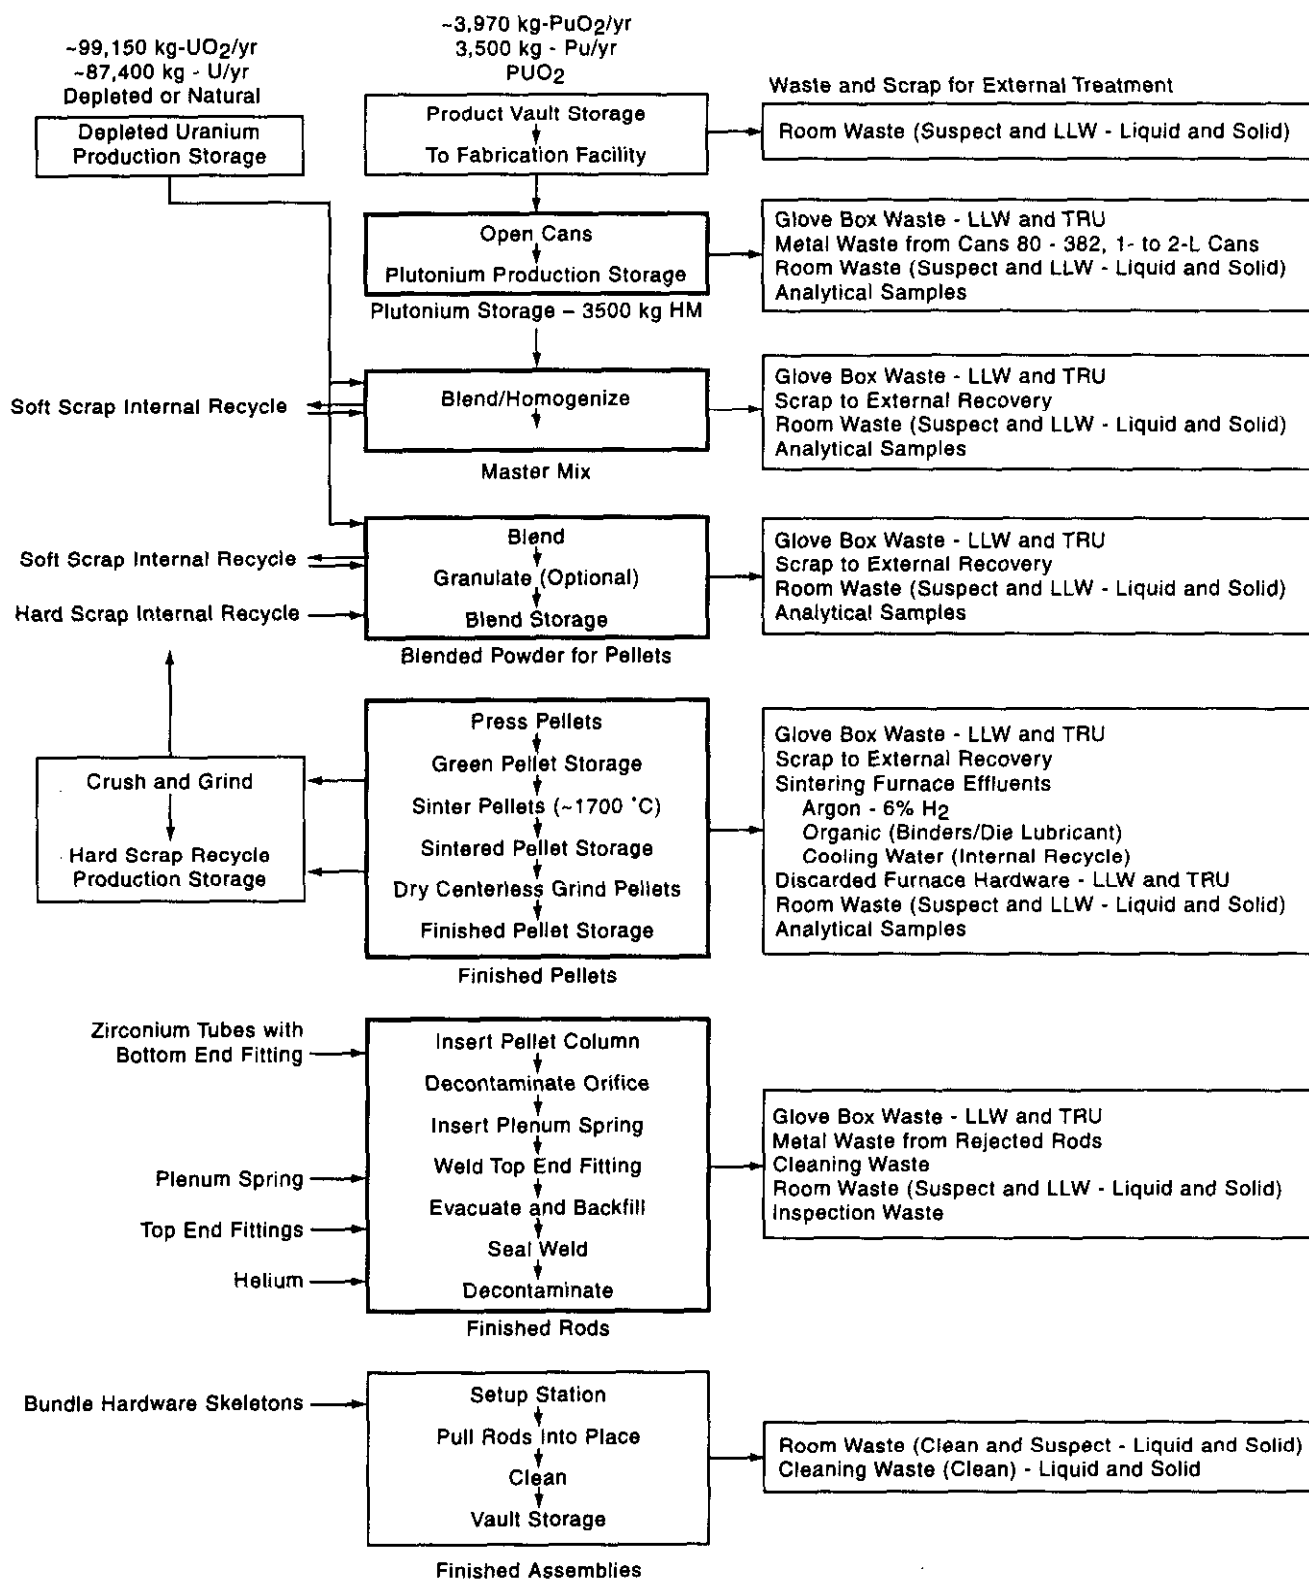 ~99,150 kg-UO2/yr
~87,400 kg - U/yr
Depleted or Natural
Depleted Uranium
Production Storage
~3,970 kg-PuO2/yr
3,500 kg - Pu/yr
PUO2
Product Vault Storage
To Fabrication Facility
Waste and Scrap for External Treatment
Room Waste (Suspect and LLW - Liquid and Solid)
Open Cans
Plutonium Production Storage
Plutonium Storage – 3500 kg HM
Glove Box Waste - LLW and TRU
Metal Waste from Cans 80 - 382, 1- to 2-L Cans
Room Waste (Suspect and LLW - Liquid and Solid)
Analytical Samples
Soft Scrap Internal Recycle
Blend/Homogenize
Master Mix
Glove Box Waste - LLW and TRU
Scrap to External Recovery
Room Waste (Suspect and LLW - Liquid and Solid)
Analytical Samples
Soft Scrap Internal Recycle
Hard Scrap Internal Recycle
Blend
Granulate (Optional)
Blend Storage
Blended Powder for Pellets
Glove Box Waste - LLW and TRU
Scrap to External Recovery
Room Waste (Suspect and LLW - Liquid and Solid)
Analytical Samples
Crush and Grind
Hard Scrap Recycle
Production Storage
Press Pellets
Green Pellet Storage
Sinter Pellets (~1700 °C)
Sintered Pellet Storage
Dry Centerless Grind Pellets
Finished Pellet Storage
Finished Pellets
Glove Box Waste - LLW and TRU
Scrap to External Recovery
Sintering Furnace Effluents
Argon - 6% H2
Organic (Binders/Die Lubricant)
Cooling Water (Internal Recycle)
Discarded Furnace Hardware - LLW and TRU
Room Waste (Suspect and LLW - Liquid and Solid)
Analytical Samples
Zirconium Tubes with
Bottom End Fitting
Plenum Spring
Top End Fittings
Helium
Insert Pellet Column
Decontaminate Orifice
Insert Plenum Spring
Weld Top End Fitting
Evacuate and Backfill
Seal Weld
Decontaminate
Finished Rods
Glove Box Waste - LLW and TRU
Metal Waste from Rejected Rods
Cleaning Waste
Room Waste (Suspect and LLW - Liquid and Solid)
Inspection Waste
Bundle Hardware Skeletons
Setup Station
Pull Rods Into Place
Clean
Vault Storage
Finished Assemblies
Room Waste (Clean and Suspect - Liquid and Solid)
Cleaning Waste (Clean) - Liquid and Solid